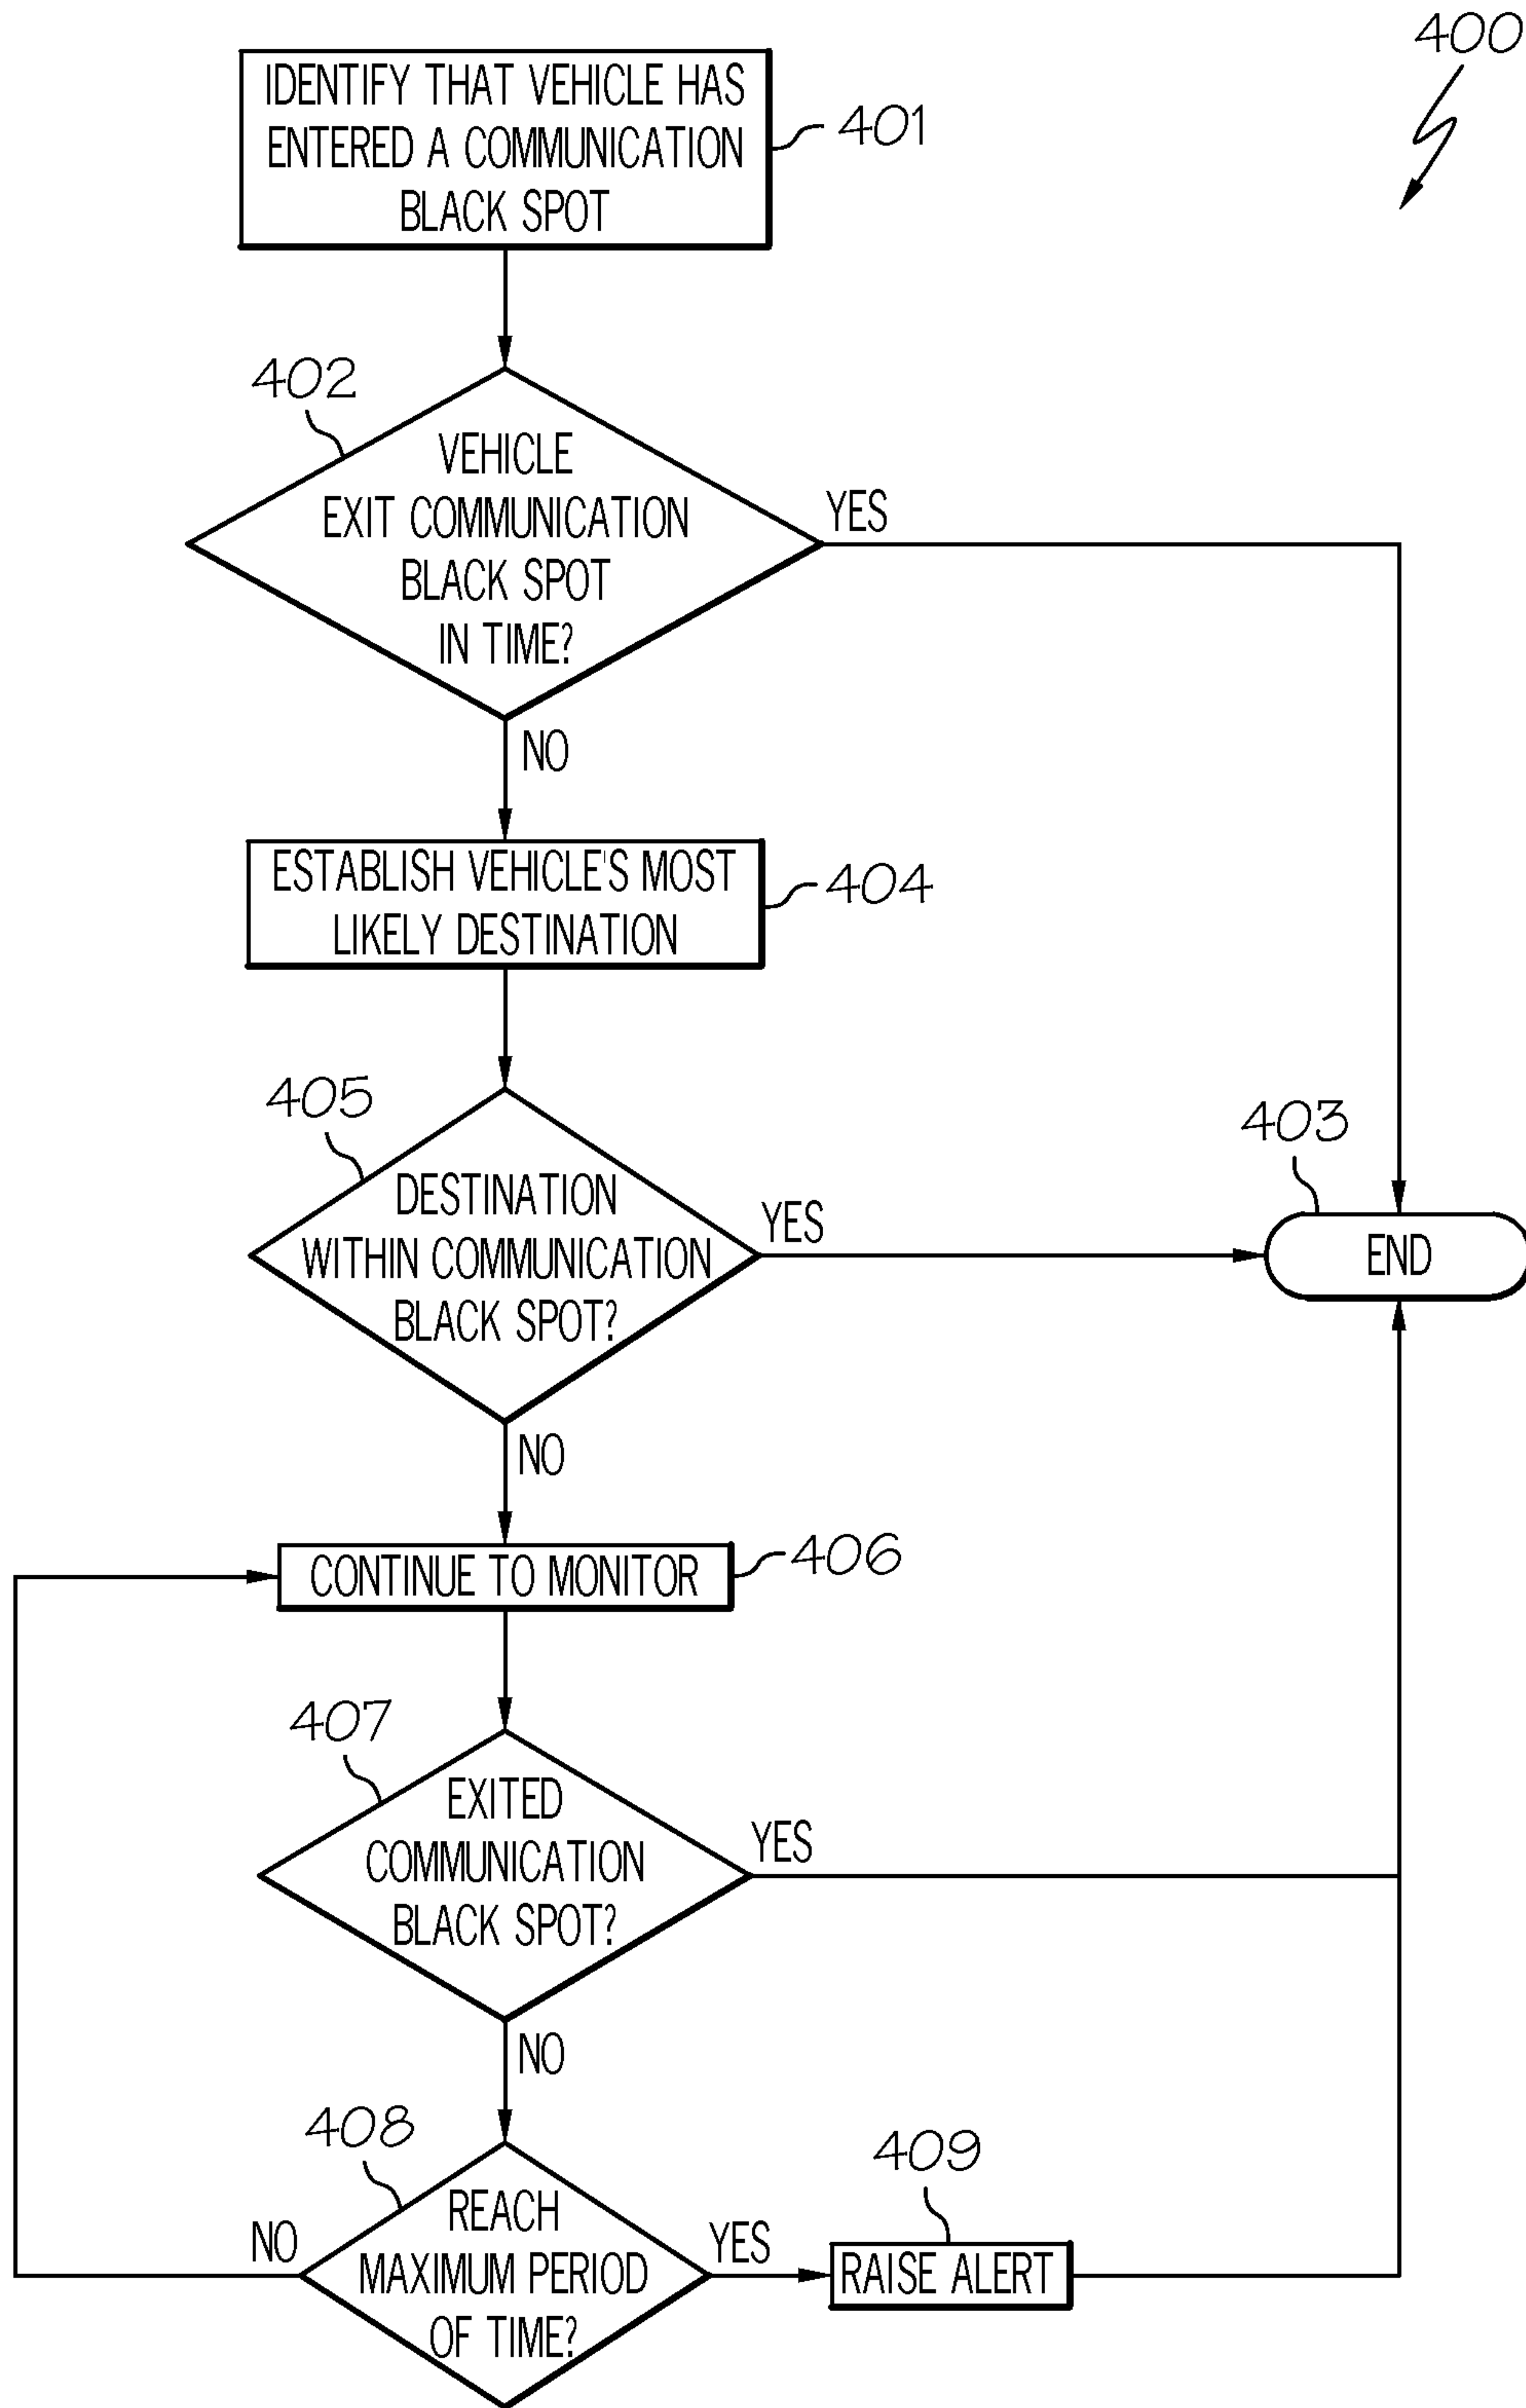 400
IDENTIFY THAT VEHICLE HAS
ENTERED A COMMUNICATION
BLACK SPOT
401
402
VEHICLE
EXIT COMMUNICATION
BLACK SPOT
IN TIME?
YES
NO
ESTABLISH VEHICLE'S MOST
LIKELY DESTINATION
404
405
DESTINATION
WITHIN COMMUNICATION
BLACK SPOT?
YES
403
END
NO
CONTINUE TO MONITOR
406
407
EXITED
COMMUNICATION
BLACK SPOT?
YES
NO
408
REACH
MAXIMUM PERIOD
OF TIME?
NO
YES
409
RAISE ALERT